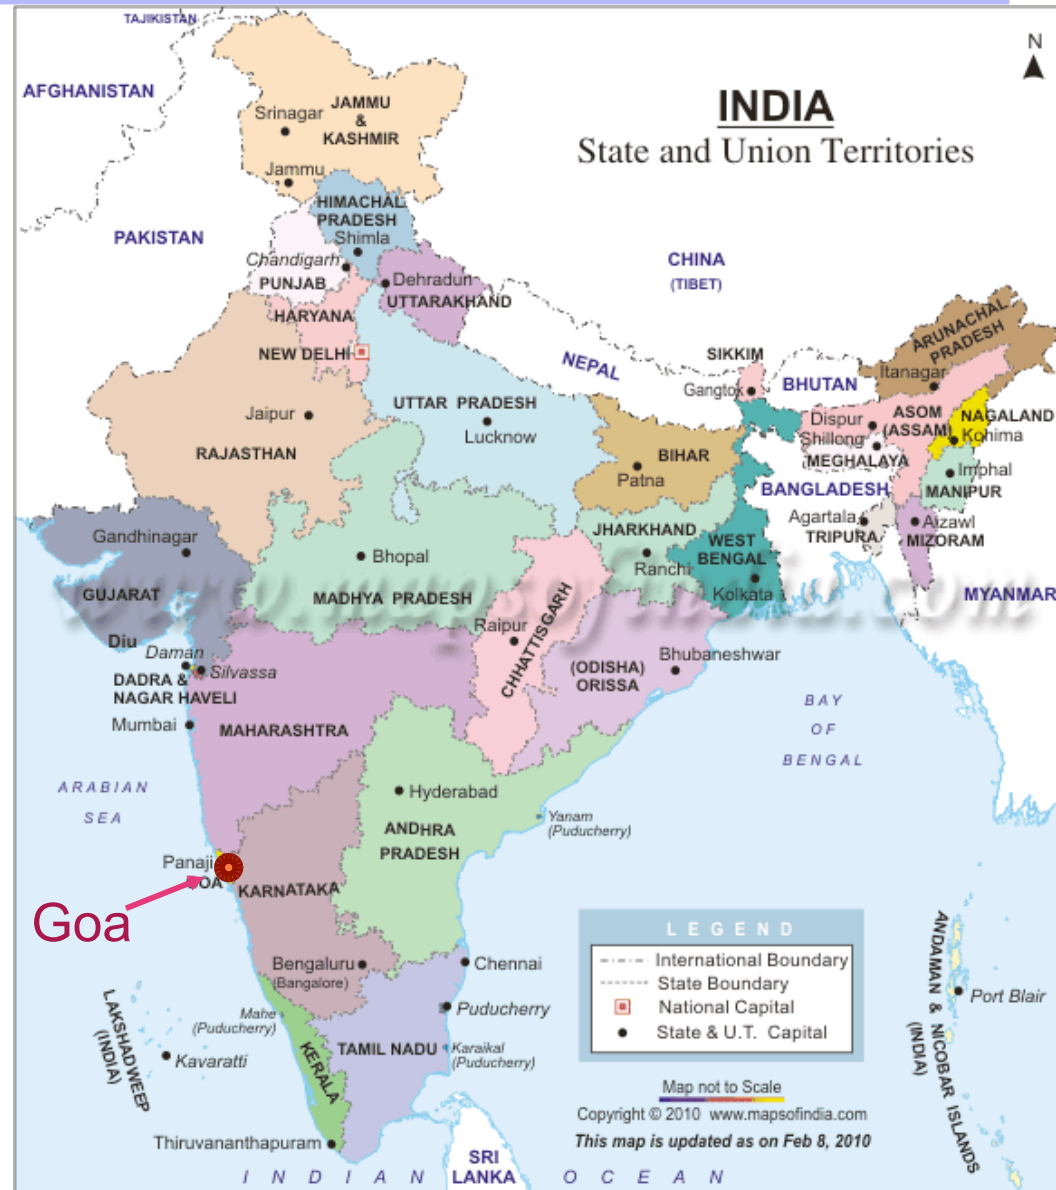 TAJIKISTAN
AFGHANISTAN
N
INDIA
State and Union Territories
JAMMU
&
KASHMIR
Srinagar
Jammu
HIMACHAL
PRADESH
Shimla
PAKISTAN
Chandigarh
PUNJAB
Dehradun
UTTARAKHAND
CHINA
(TIBET)
HARYANA
NEW DELHI
NEPAL
SIKKIM
Gangtok
BHUTAN
ARUNACHAL
PRADESH
Itanagar
Jaipur
RAJASTHAN
UTTAR PRADESH
Lucknow
BIHAR
Patna
Dispur
Shillong
MEGHALAYA
ASOM
(ASSAM)
NAGALAND
Kohima
Imphal
MANIPUR
BANGLADESH
Agartala
TRIPURA
Aizawl
MIZORAM
MYANMAR
Gandhinagar
GUJARAT
Diu
Daman
Silvassa
DADRA &
NAGAR HAVELI
Mumbai
Bhopal
MADHYA PRADESH
JHARKHAND
Ranchi
WEST
BENGAL
Kolkata
www.mapsofindia.com
Raipur
CHHATTISGARH
(ODISHA)
ORISSA
Bhubaneshwar
MAHARASHTRA
BAY
OF
BENGAL
ARABIAN
SEA
Hyderabad
ANDHRA
PRADESH
Yanam
(Puducherry)
Panaji
OA
Goa
KARNATAKA
Bengaluru
(Bangalore)
Chennai
Puducherry
Mahe
(Puducherry)
KERALA
TAMIL NADU
Karaikal
(Puducherry)
LAKSHADWEEP
(INDIA)
Kavaratti
Thiruvananthapuram
LEGEND
International Boundary
State Boundary
National Capital
State & U.T. Capital
Map not to Scale
Copyright © 2010 www.mapsofindia.com
This map is updated as on Feb 8, 2010
ANDAMAN & NICOBAR ISLANDS
(INDIA)
Port Blair
SRI
LANKA
INDIAN OCEAN